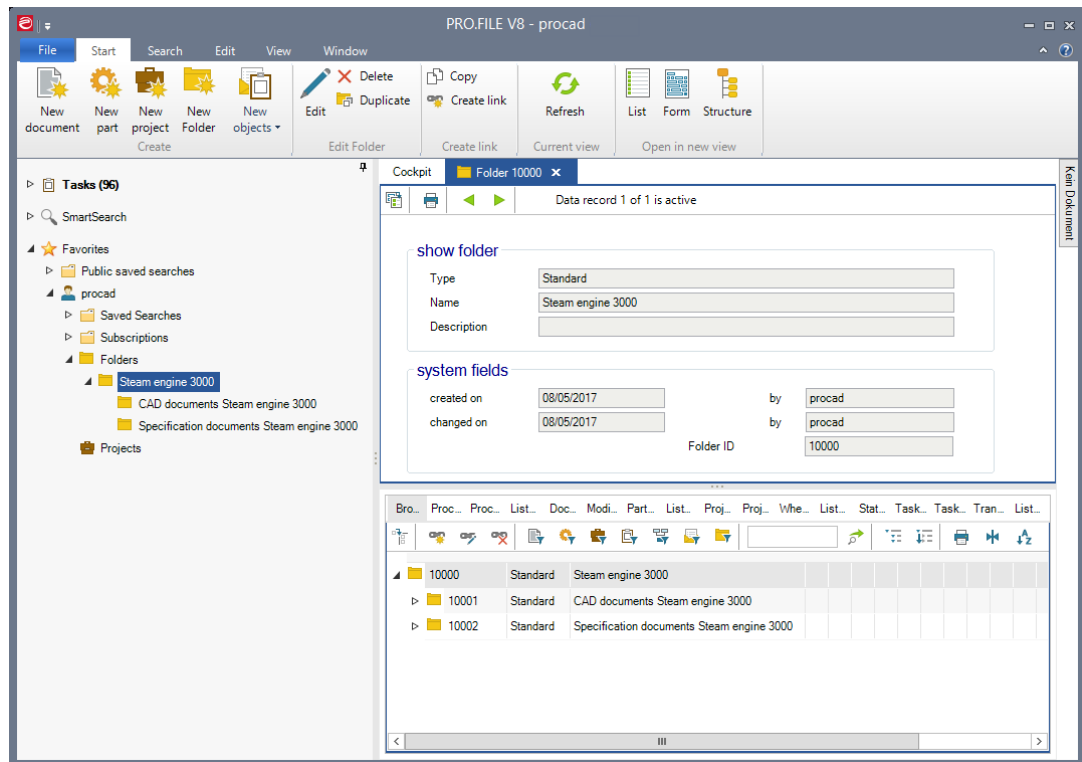 PRO.FILE V8 - procad
File Start Search Edit View Window
New document
New part
New project
New Folder
New objects
Create
Edit
Delete
Duplicate
Edit Folder
Copy
Create link
Create link
Refresh
Current view
List Form Structure
Open in new view
Tasks (96)
SmartSearch
Favorites
Public saved searches
procad
Saved Searches
Subscriptions
Folders
Steam engine 3000
CAD documents Steam engine 3000
Specification documents Steam engine 3000
Projects
Cockpit Folder 10000
Data record 1 of 1 is active
show folder
Type Standard
Name Steam engine 3000
Description
system fields
created on 08/05/2017 by procad
changed on 08/05/2017 by procad
Folder ID 10000
Bro... Proc... Proc... List... Doc... Modi... Part... List... Proj... Proj... Whe... List... Stat... Task... Task... Tran... List...
10000 Standard Steam engine 3000
10001 Standard CAD documents Steam engine 3000
10002 Standard Specification documents Steam engine 3000
Kein Dokument